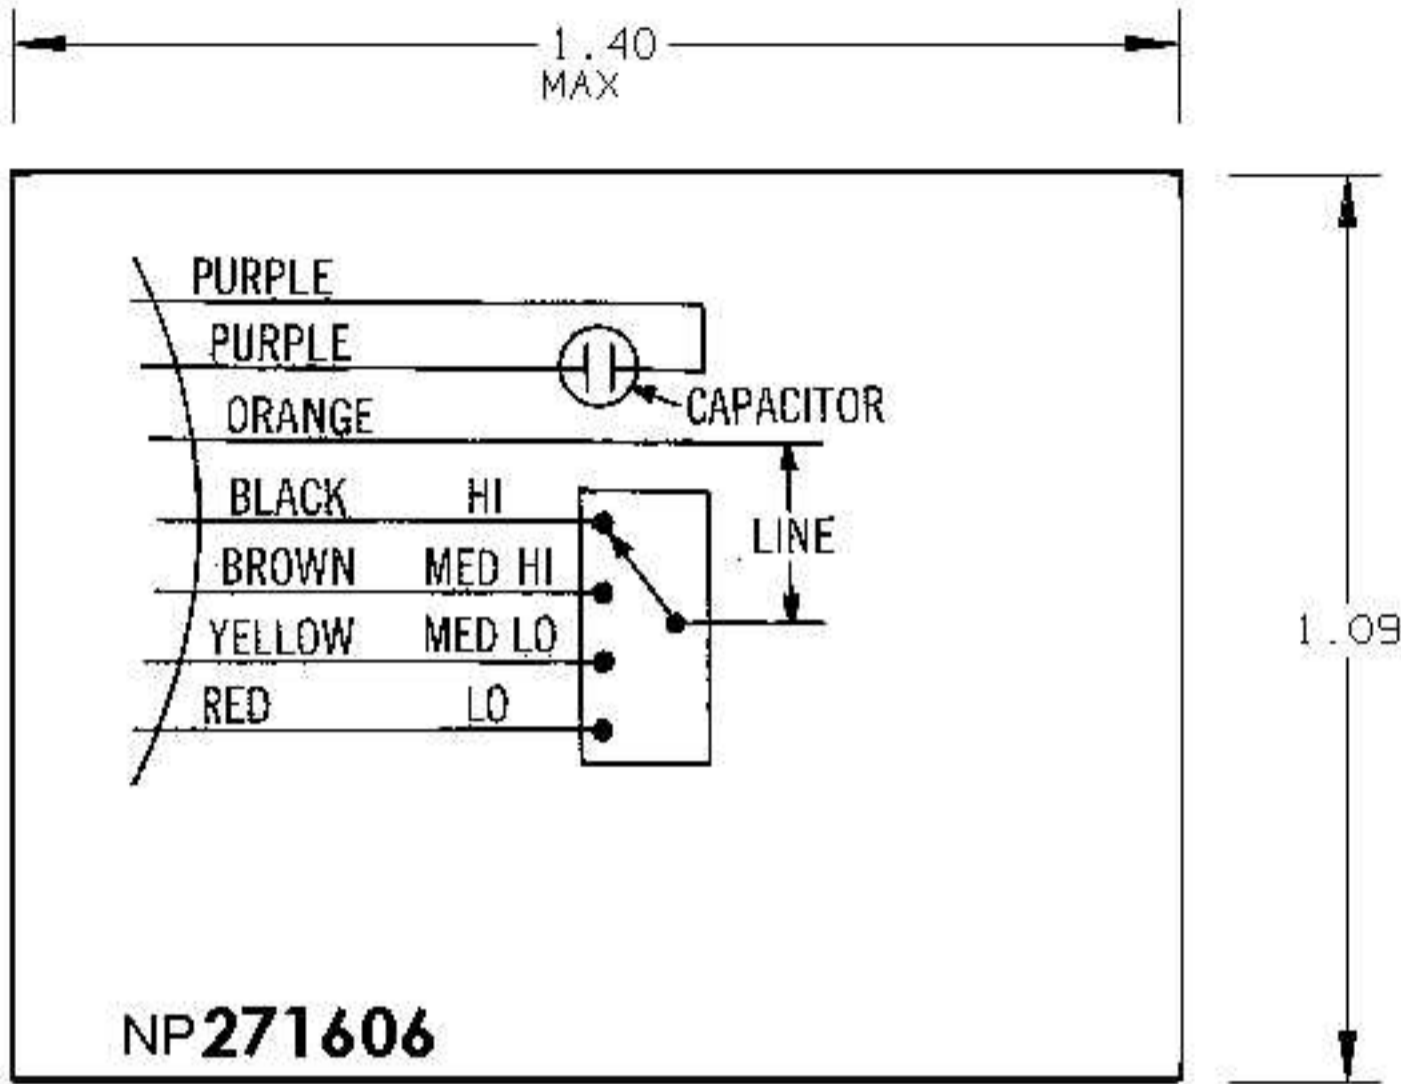 1.40
MAX
PURPLE
PURPLE
CAPACITOR
ORANGE
BLACK HI
LINE
BROWN MED HI
YELLOW MED LO
1.09
RED LO
NP271606